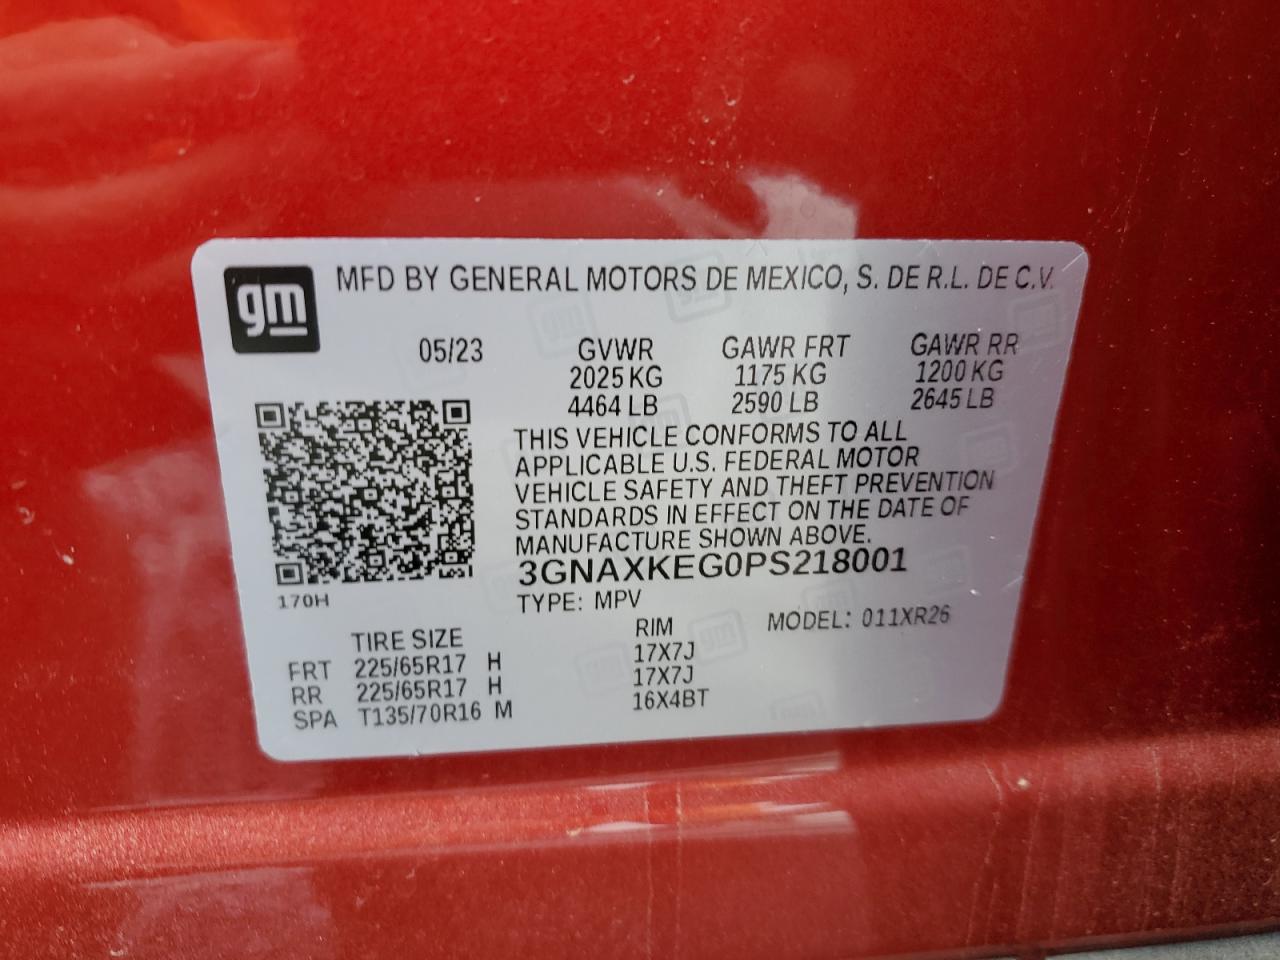 gm
MFD BY GENERAL MOTORS DE MEXICO, S. DE R.L. DE C.V.
05/23 GVWR GAWR FRT GAWR RR
2025 KG 1175 KG 1200 KG
4464 LB 2590 LB 2645 LB
THIS VEHICLE CONFORMS TO ALL
APPLICABLE U.S. FEDERAL MOTOR
VEHICLE SAFETY AND THEFT PREVENTION
STANDARDS IN EFFECT ON THE DATE OF
MANUFACTURE SHOWN ABOVE.
3GNAXKEG0PS218001
170H
TYPE: MPV
MODEL: 011XR26
TIRE SIZE RIM
FRT 225/65R17 H 17X7J
RR 225/65R17 H 17X7J
SPA T135/70R16 M 16X4BT